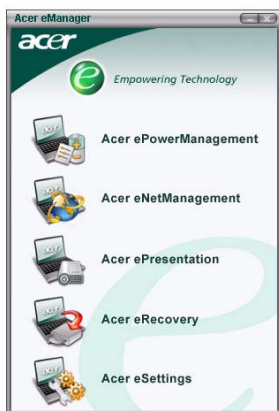 Acer eManager
acer
e Empowering Technology
Acer ePowerManagement
Acer eNetManagement
Acer ePresentation
Acer eRecovery
Acer eSettings